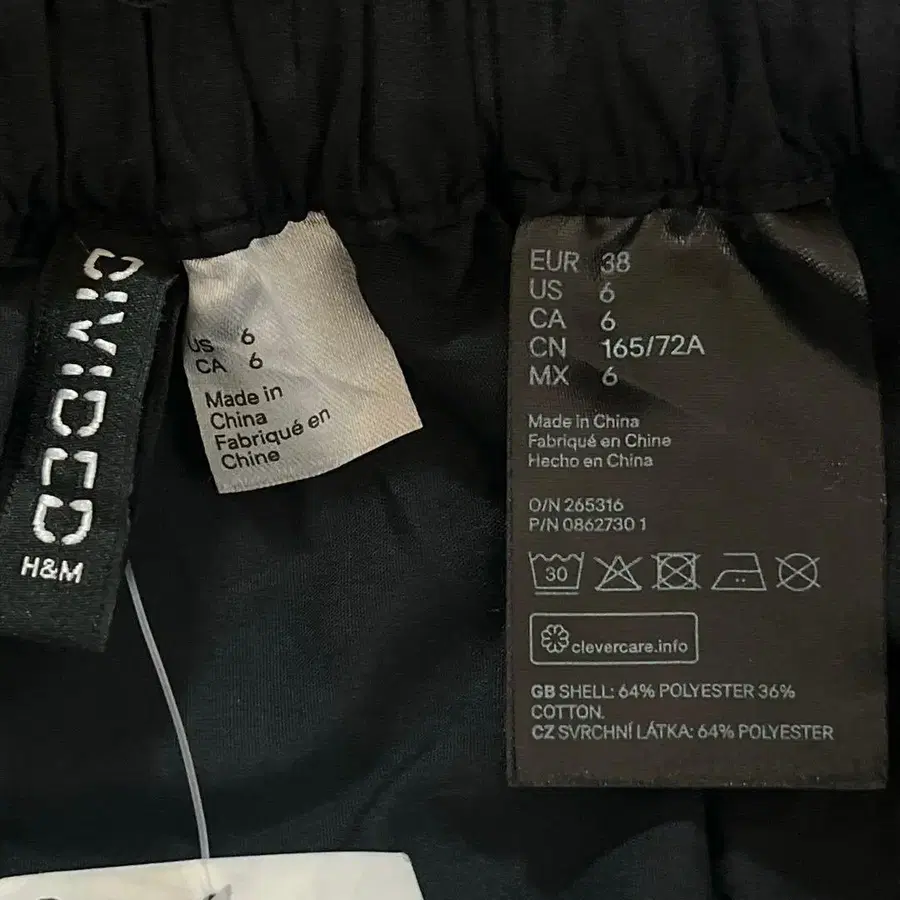 DIVIDED
H&M
US 6
CA 6
Made in
China
Fabriqué en
Chine
EUR 38
US 6
CA 6
CN 165/72A
MX 6
Made in China
Fabriqué en Chine
Hecho en China
O/N 265316
P/N 0862730 1
30
clevercare.info
GB SHELL: 64% POLYESTER 36%
COTTON.
CZ SVRCHNÍ LÁTKA: 64% POLYESTER